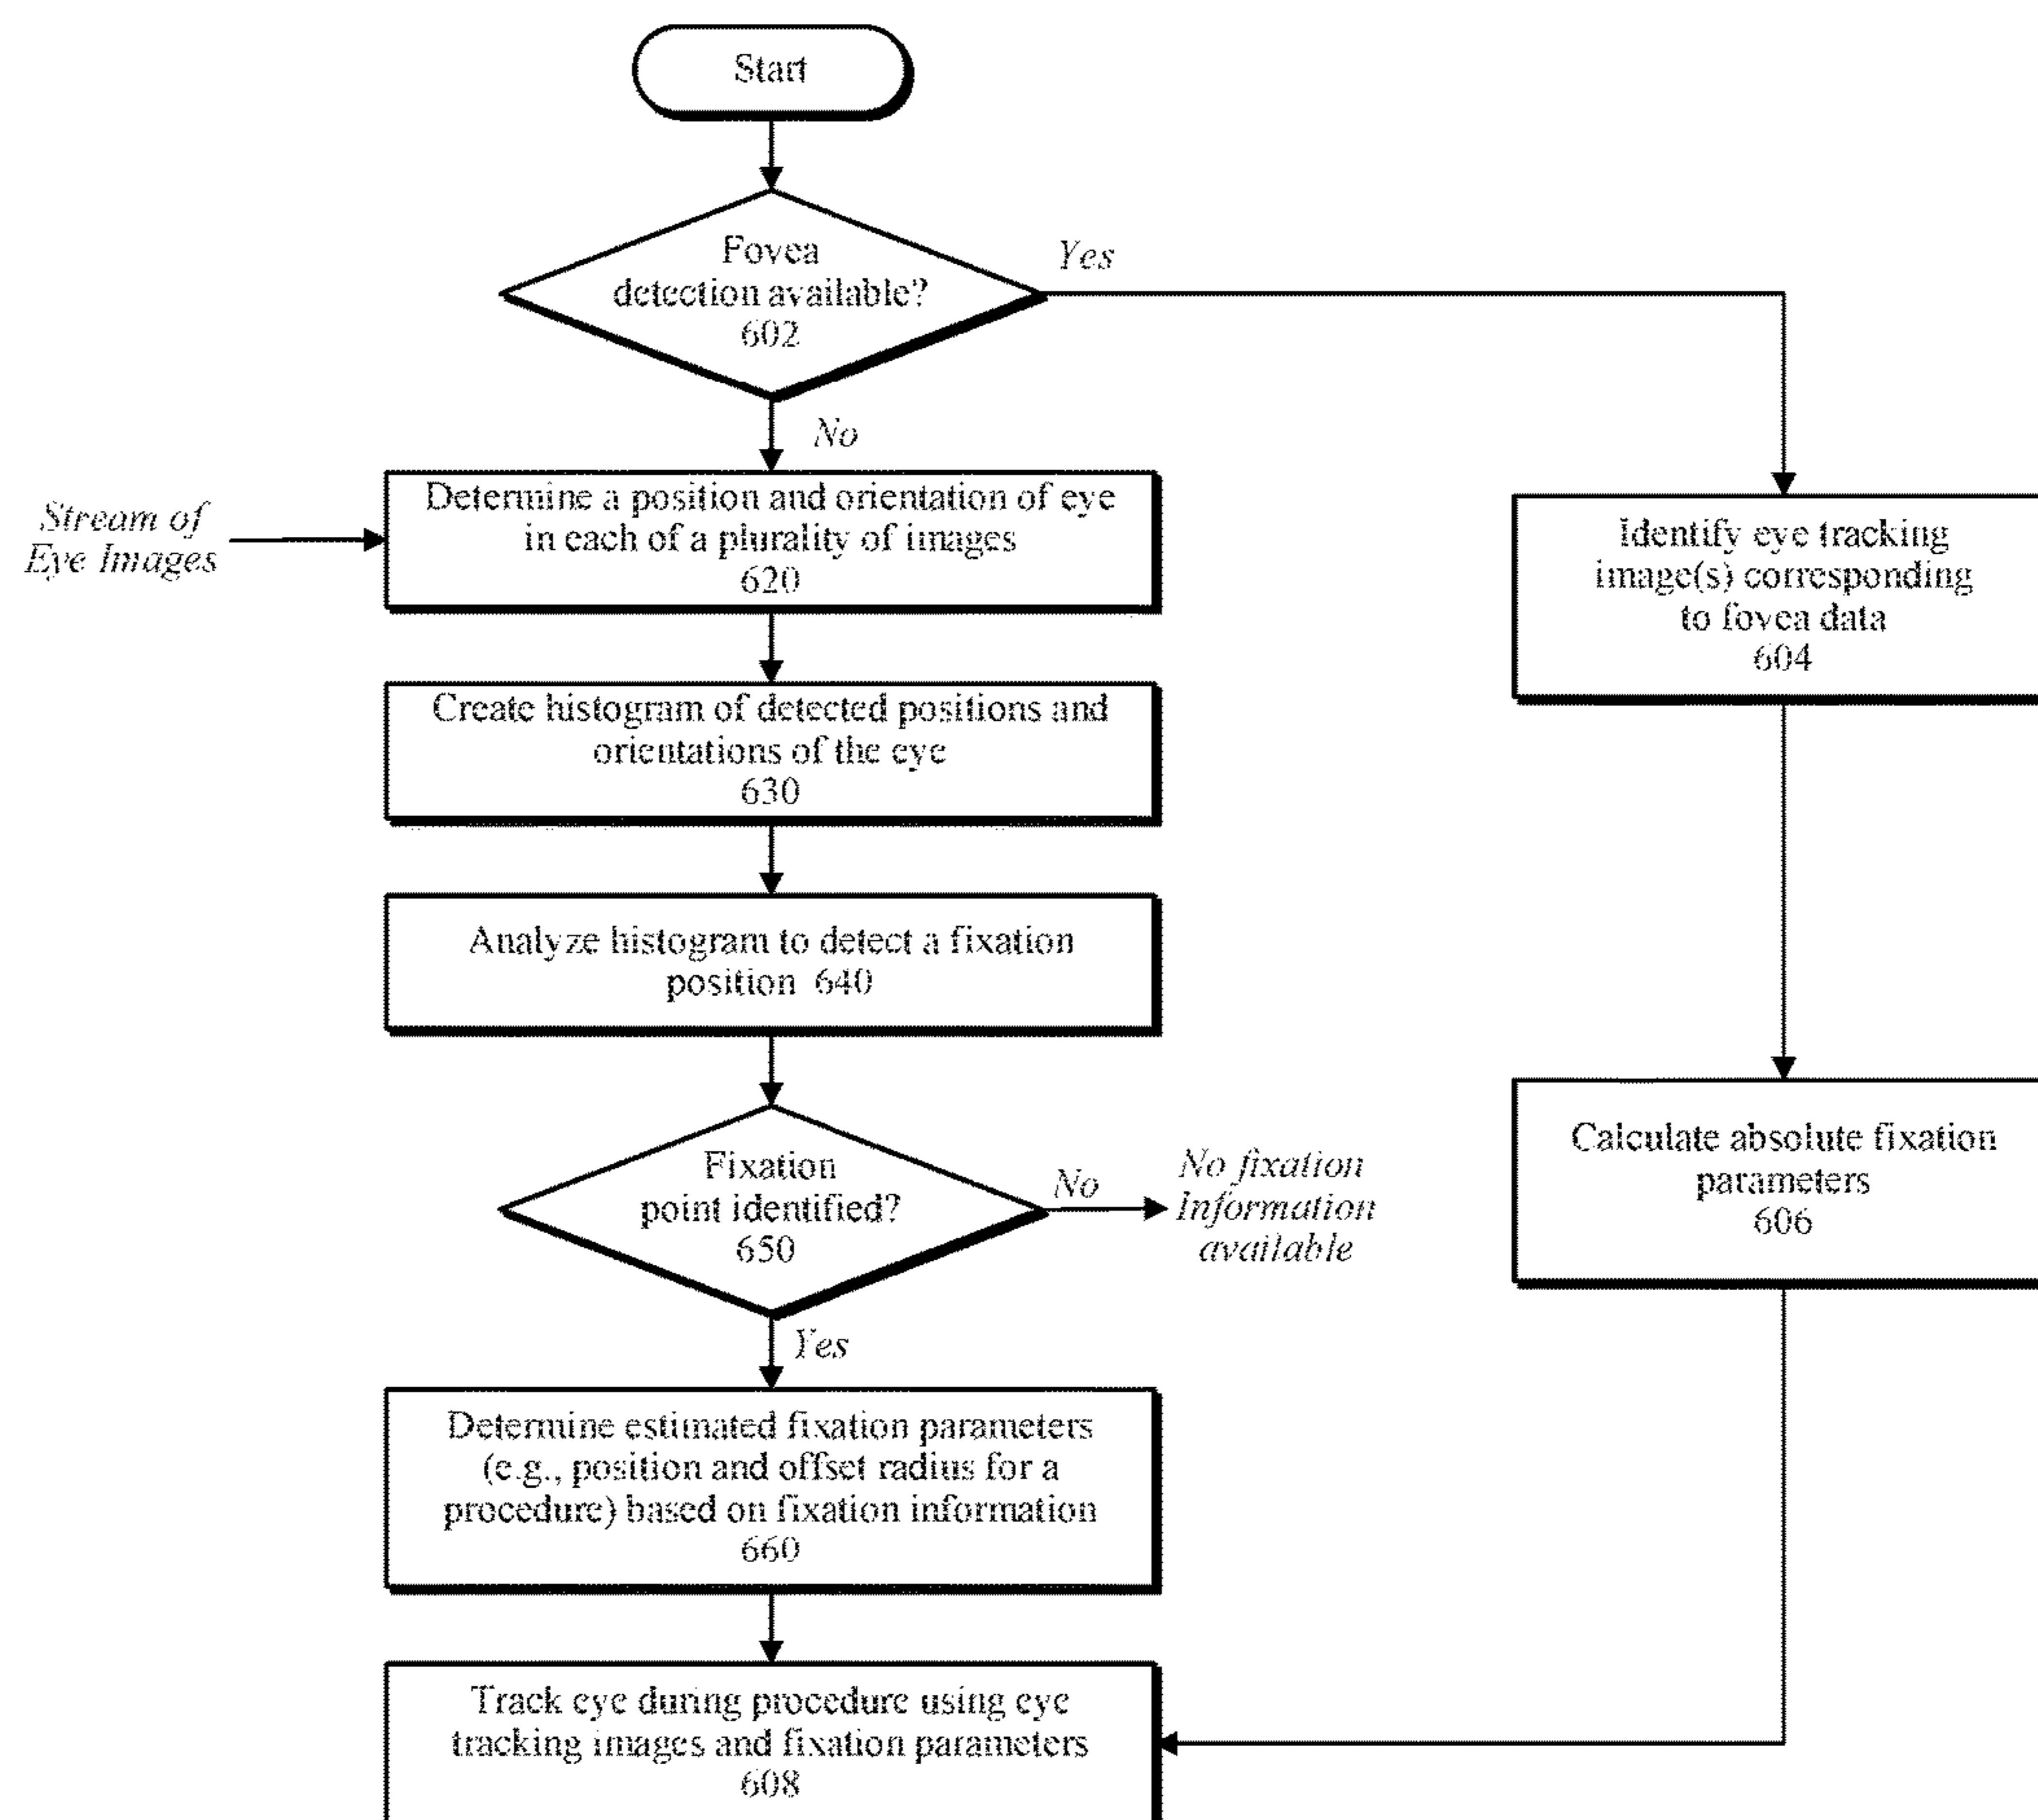 Start
Fovea
detection available?
602
Yes
No
Stream of
Eye Images
Determine a position and orientation of eye
in each of a plurality of images
620
Identify eye tracking
image(s) corresponding
to fovea data
604
Create histogram of detected positions and
orientations of the eye
630
Analyze histogram to detect a fixation
position 640
Fixation
point identified?
650
No
No fixation
Information
available
Calculate absolute fixation
parameters
606
Yes
Determine estimated fixation parameters
(e.g., position and offset radius for a
procedure) based on fixation information
660
Track eye during procedure using eye
tracking images and fixation parameters
608